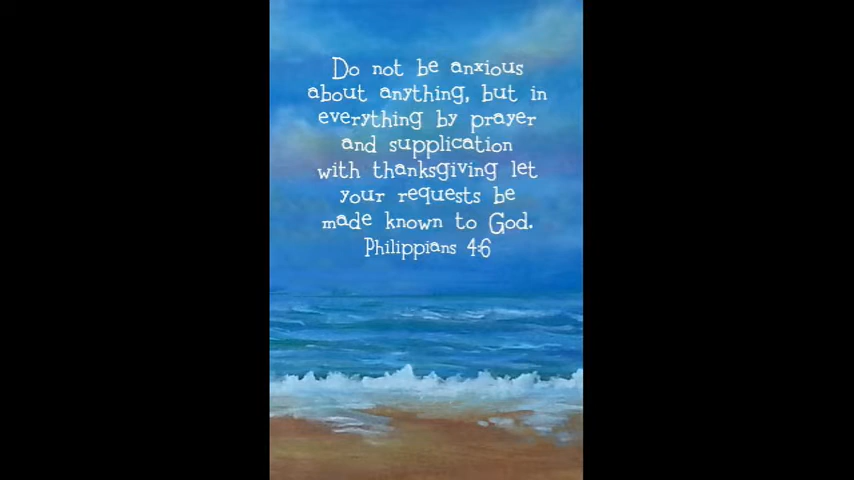 Do not be anxious
about anything, but in
everything by prayer
and supplication
with thanksgiving let
your requests be
made known to God.
Philippians 4:6